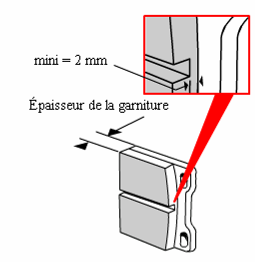 mini = 2 mm
Épaisseur de la garniture